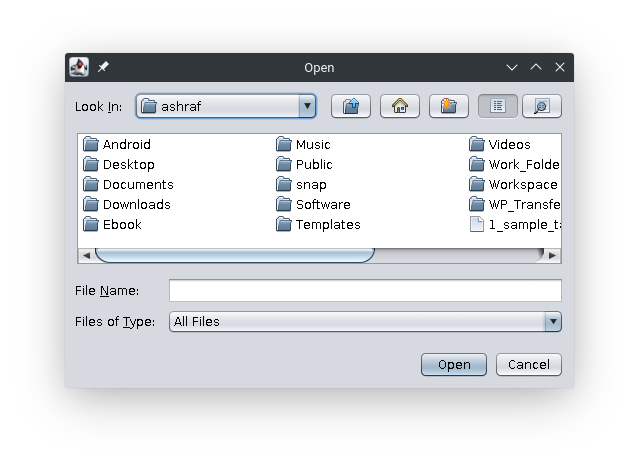 Open
Look In: ashraf
Android
Desktop
Documents
Downloads
Ebook
Music
Public
snap
Software
Templates
Videos
Work_Folde
Workspace
WP_Transfe
1_sample_ta
File Name:
Files of Type: All Files
Open Cancel